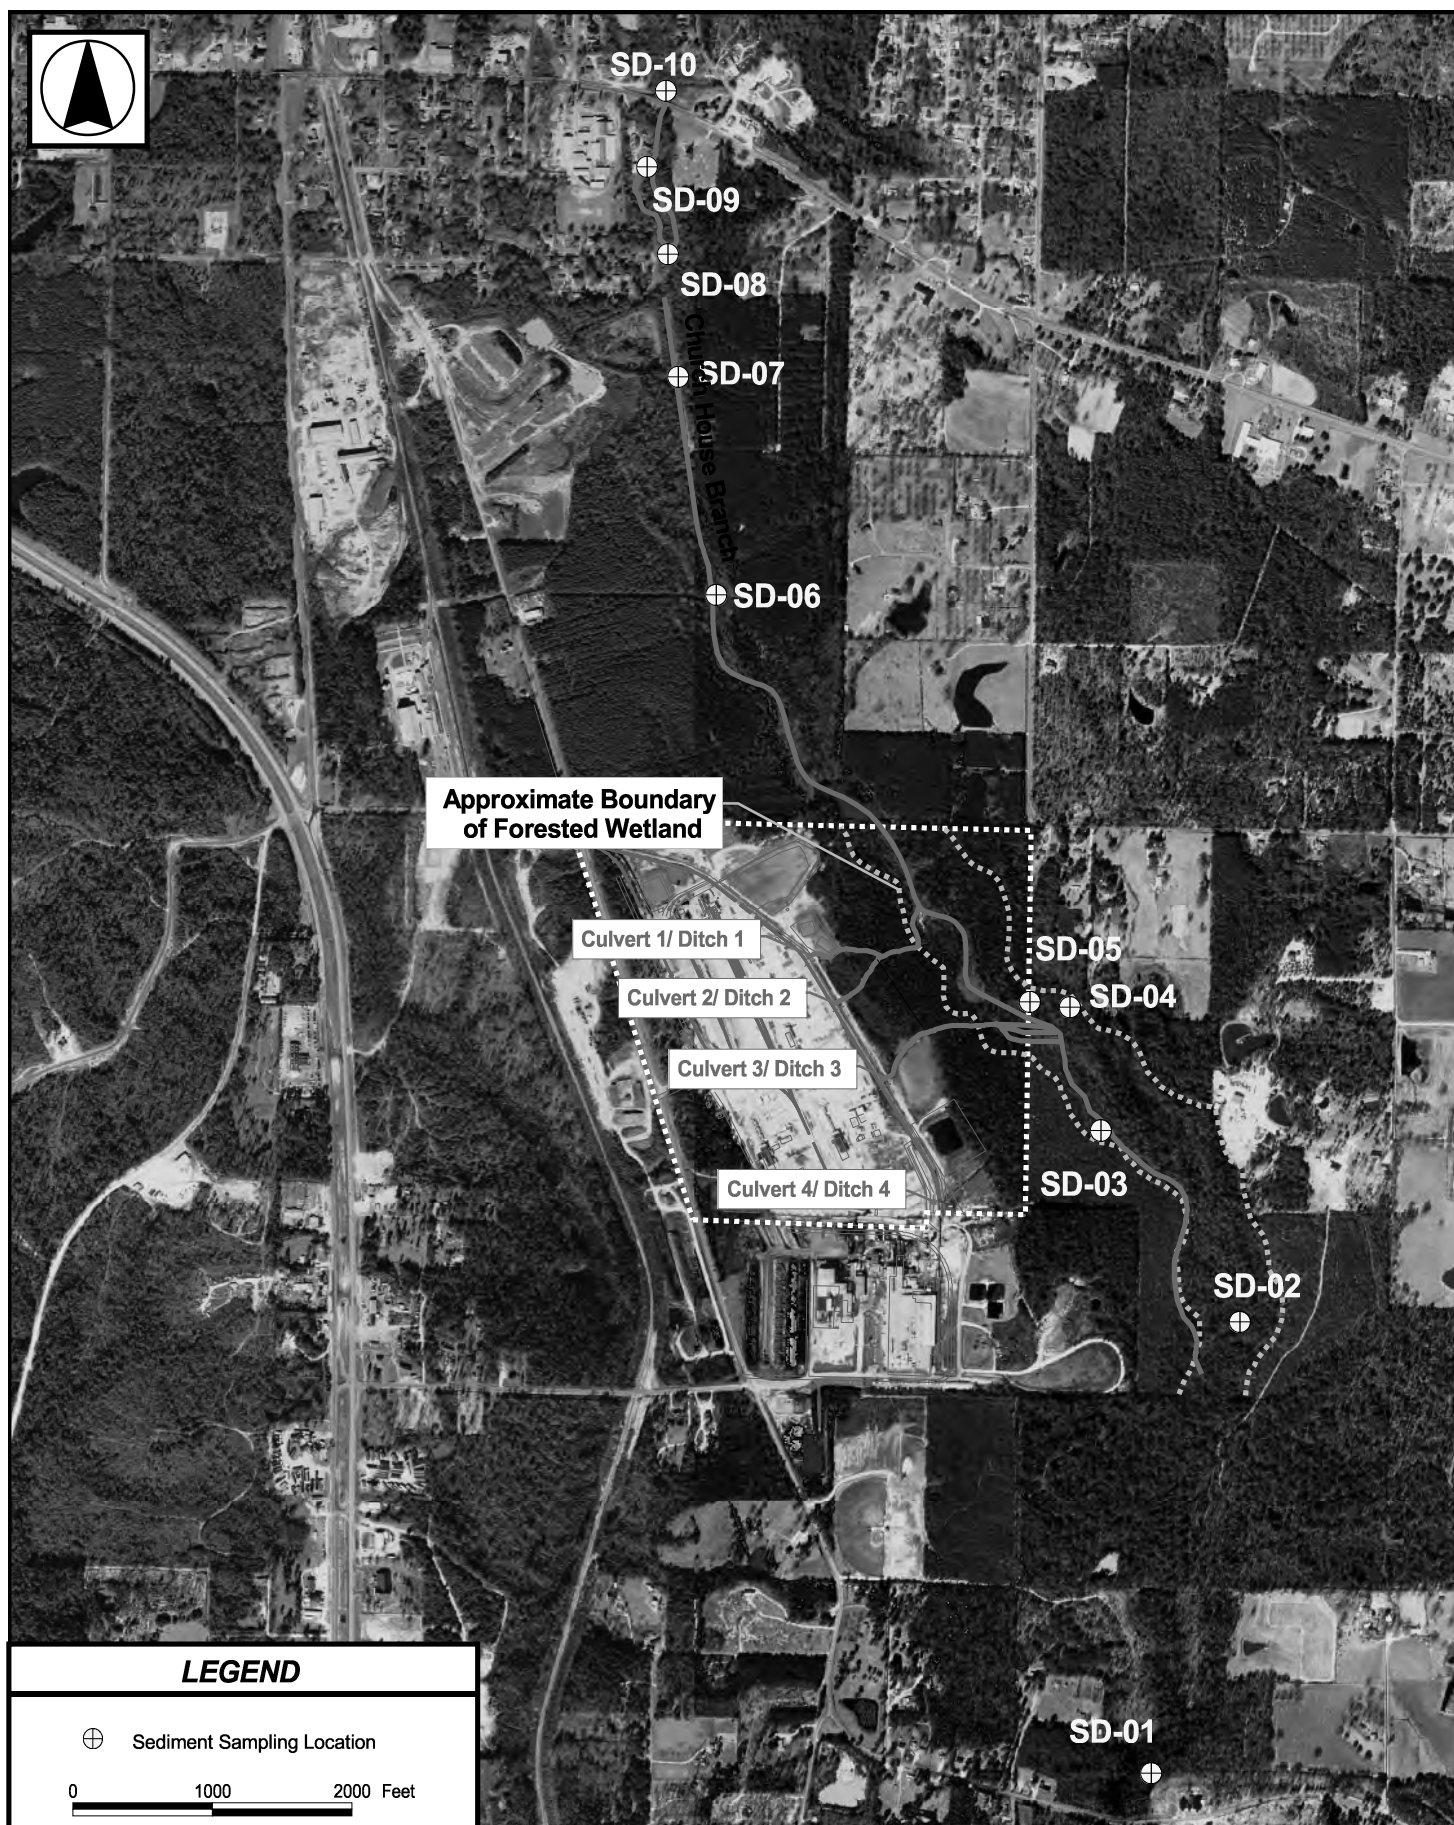 SD-10
SD-09
SD-08
Church House Branch
SD-07
SD-06
Approximate Boundary
of Forested Wetland
Culvert 1/ Ditch 1
SD-05
Culvert 2/ Ditch 2
SD-04
Culvert 3/ Ditch 3
Culvert 4/ Ditch 4
SD-03
SD-02
SD-01
LEGEND
Sediment Sampling Location
0 1000 2000 Feet